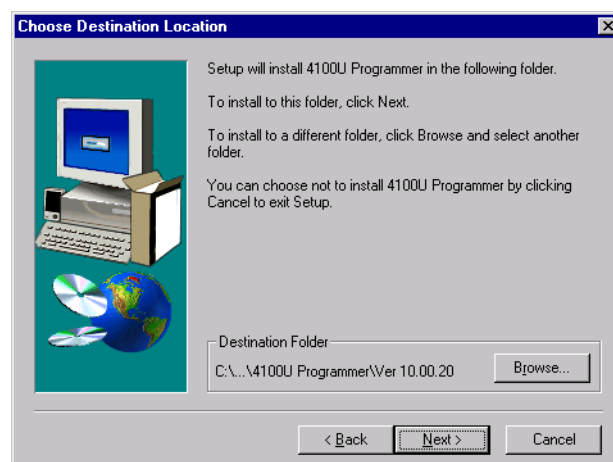 Choose Destination Location
Setup will install 4100U Programmer in the following folder.
To install to this folder, click Next.
To install to a different folder, click Browse and select another
folder.
You can choose not to install 4100U Programmer by clicking
Cancel to exit Setup.
Destination Folder
C:\...\4100U Programmer\Ver 10.00.20
Browse...
< Back
Next >
Cancel